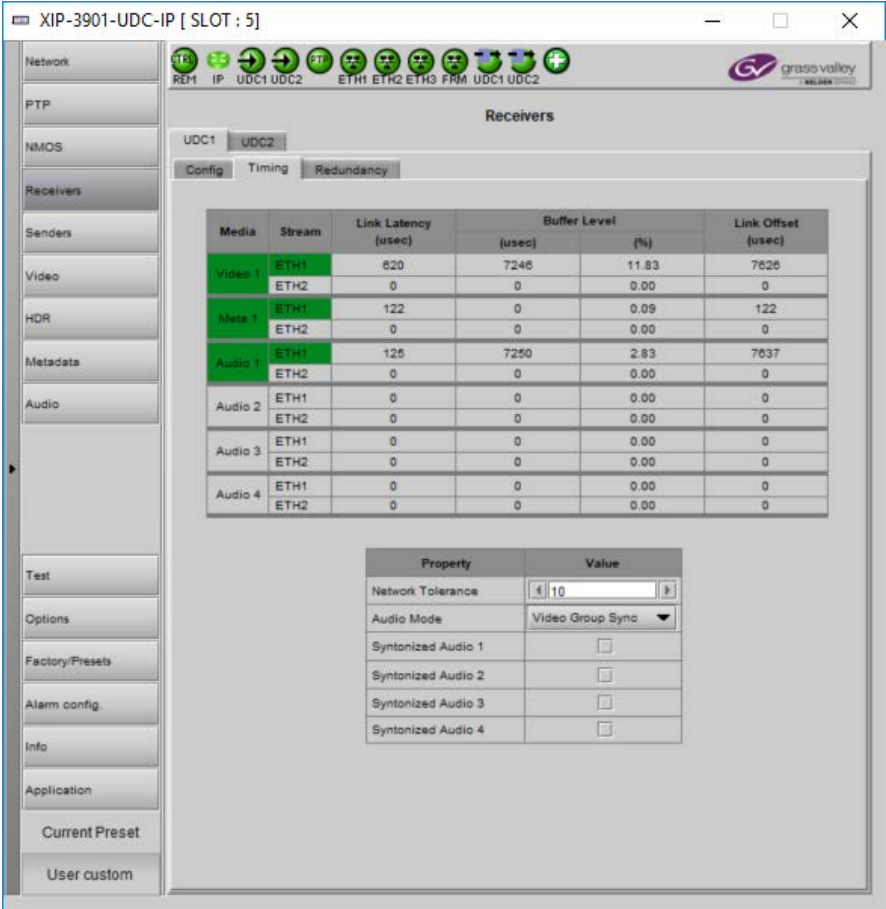 XIP-3901-UDC-IP [ SLOT : 5]
Network
PTP
NMOS
Receivers
Senders
Video
HDR
Metadata
Audio
Test
Options
Factory/Presets
Alarm config.
Info
Application
Current Preset
User custom
CTRL PTP
REM IP UDC1 UDC2 ETH1 ETH2 ETH3 FRM UDC1 UDC2
GV grass valley
A BELDEN BRAND
Receivers
UDC1 UDC2
Config Timing Redundancy
Media Stream Link Latency (usec) Buffer Level Link Offset (usec)
(usec) (%)
Video 1 ETH1 620 7246 11.83 7626
ETH2 0 0 0.00 0
Meta 1 ETH1 122 0 0.09 122
ETH2 0 0 0.00 0
Audio 1 ETH1 125 7250 2.83 7637
ETH2 0 0 0.00 0
Audio 2 ETH1 0 0 0.00 0
ETH2 0 0 0.00 0
Audio 3 ETH1 0 0 0.00 0
ETH2 0 0 0.00 0
Audio 4 ETH1 0 0 0.00 0
ETH2 0 0 0.00 0
Property Value
Network Tolerance 10
Audio Mode Video Group Sync
Syntonized Audio 1
Syntonized Audio 2
Syntonized Audio 3
Syntonized Audio 4